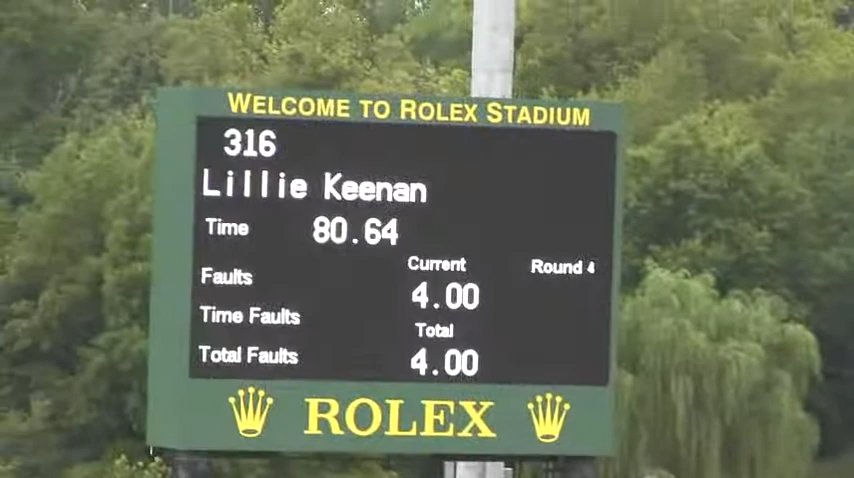 WELCOME TO ROLEX STADIUM
316
Lillie Keenan
Time 80.64
Current Round 4
Faults 4.00
Time Faults Total
Total Faults 4.00
ROLEX